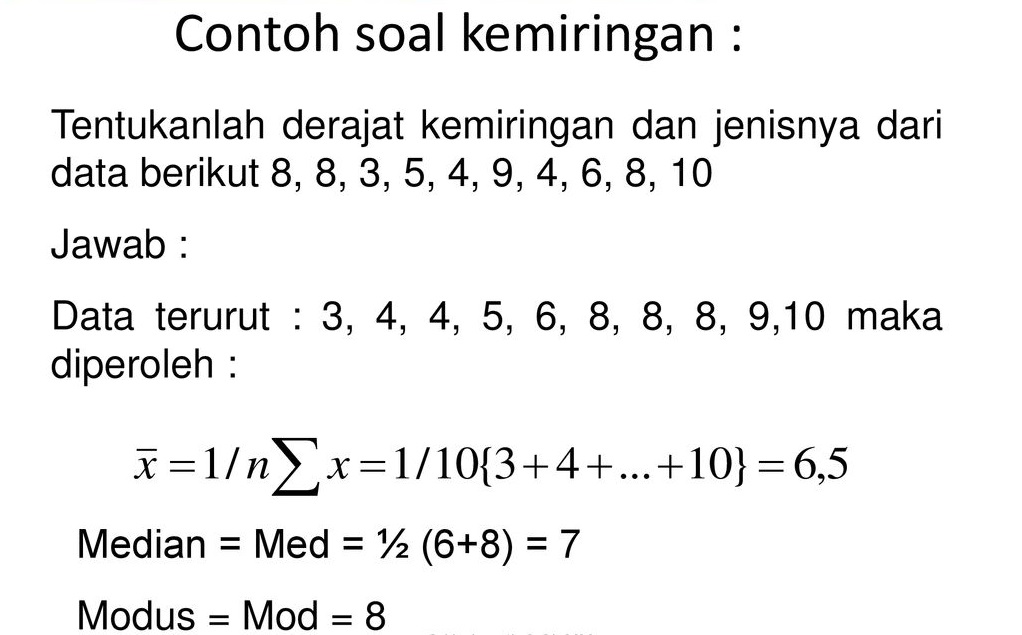 Contoh soal kemiringan :
Tentukanlah derajat kemiringan dan jenisnya dari
data berikut 8, 8, 3, 5, 4, 9, 4, 6, 8, 10
Jawab :
Data terurut : 3, 4, 4, 5, 6, 8, 8, 8, 9,10 maka
diperoleh :
x̄ = 1/n∑x = 1/10{3+4+...+10} = 6,5
Median = Med = ½ (6+8) = 7
Modus = Mod = 8